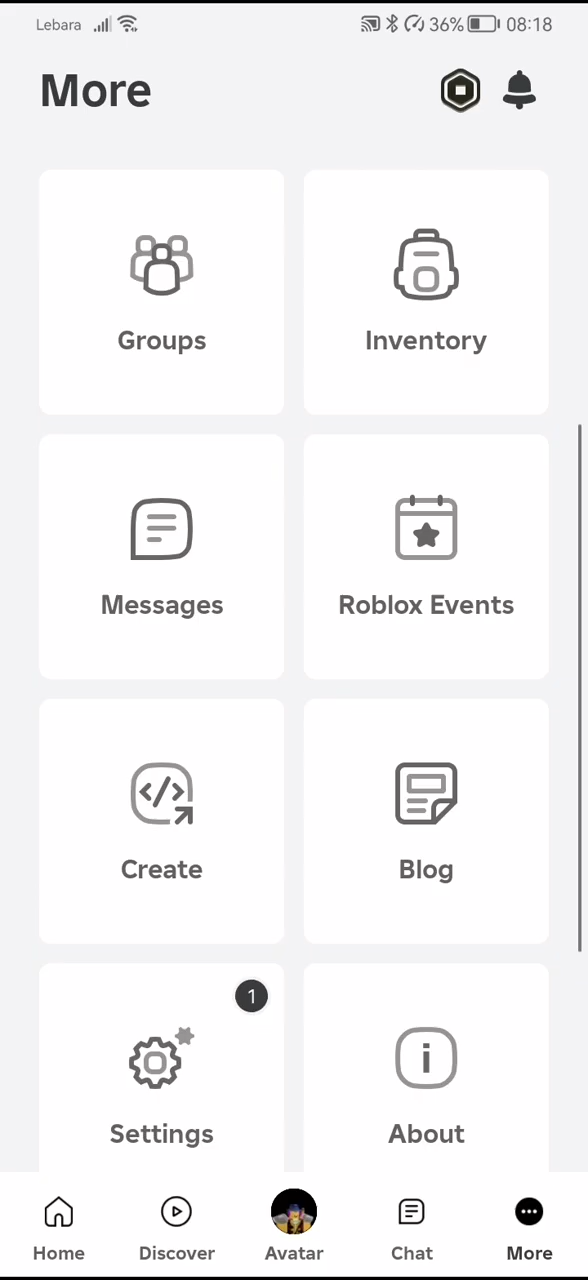 Lebara 36% 08:18
More
Groups Inventory
Messages Roblox Events
Create Blog
1
Settings About
Home Discover Avatar Chat More